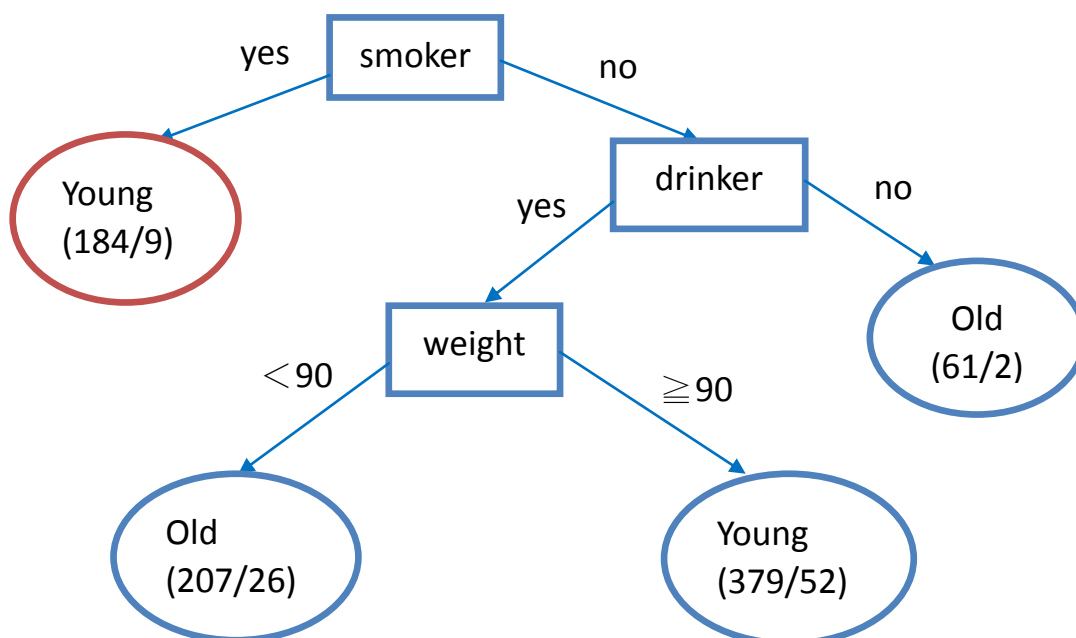 smoker
yes
no
Young
(184/9)
drinker
yes
no
Old
(61/2)
weight
＜90
≧90
Old
(207/26)
Young
(379/52)